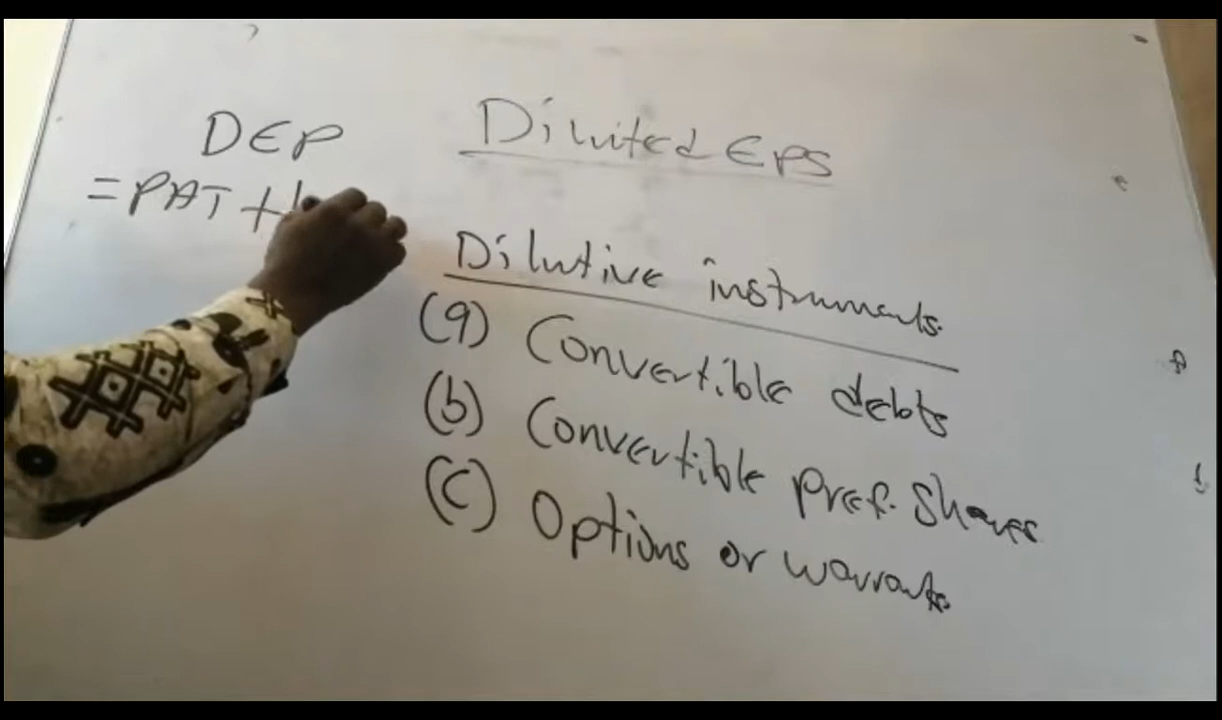 Diluted EPS
DEP
= PAT +
Dilutive instruments
(a) Convertible debts
(b) Convertible Pref. Shares
(c) Options or warrants